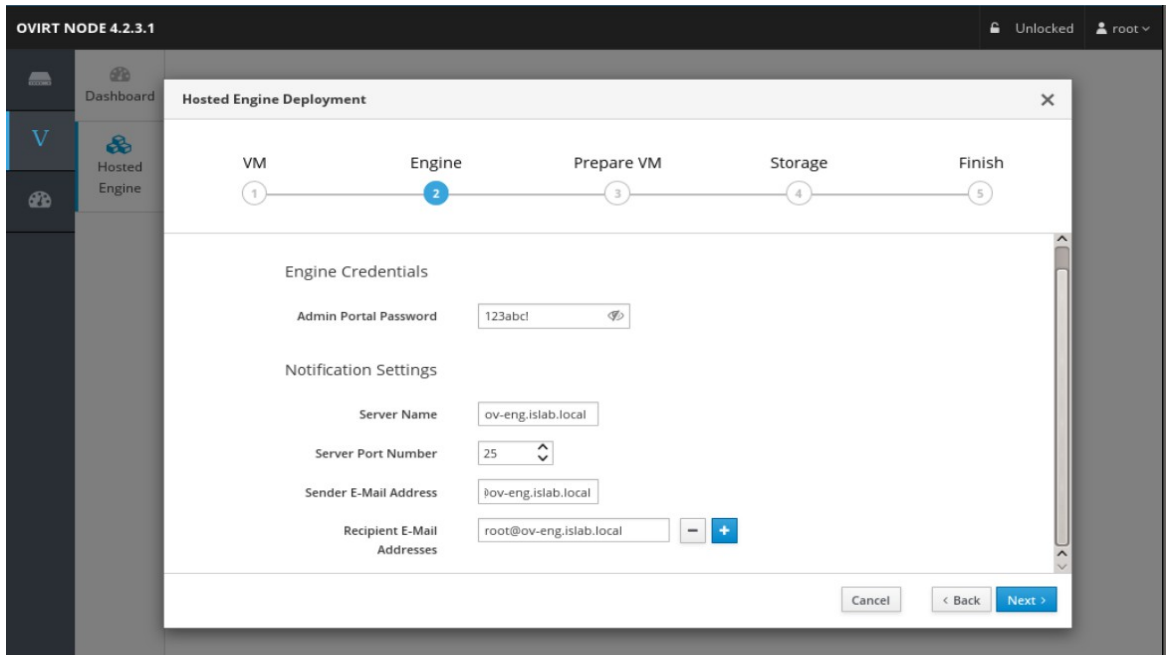 OVIRT NODE 4.2.3.1
Unlocked
root
Dashboard
V
Hosted
Engine
Hosted Engine Deployment
VM
Engine
Prepare VM
Storage
Finish
1
2
3
4
5
Engine Credentials
Admin Portal Password
123abc!
Notification Settings
Server Name
ov-eng.islab.local
Server Port Number
25
Sender E-Mail Address
ov-eng.islab.local
Recipient E-Mail
Addresses
root@ov-eng.islab.local
Cancel
< Back
Next >